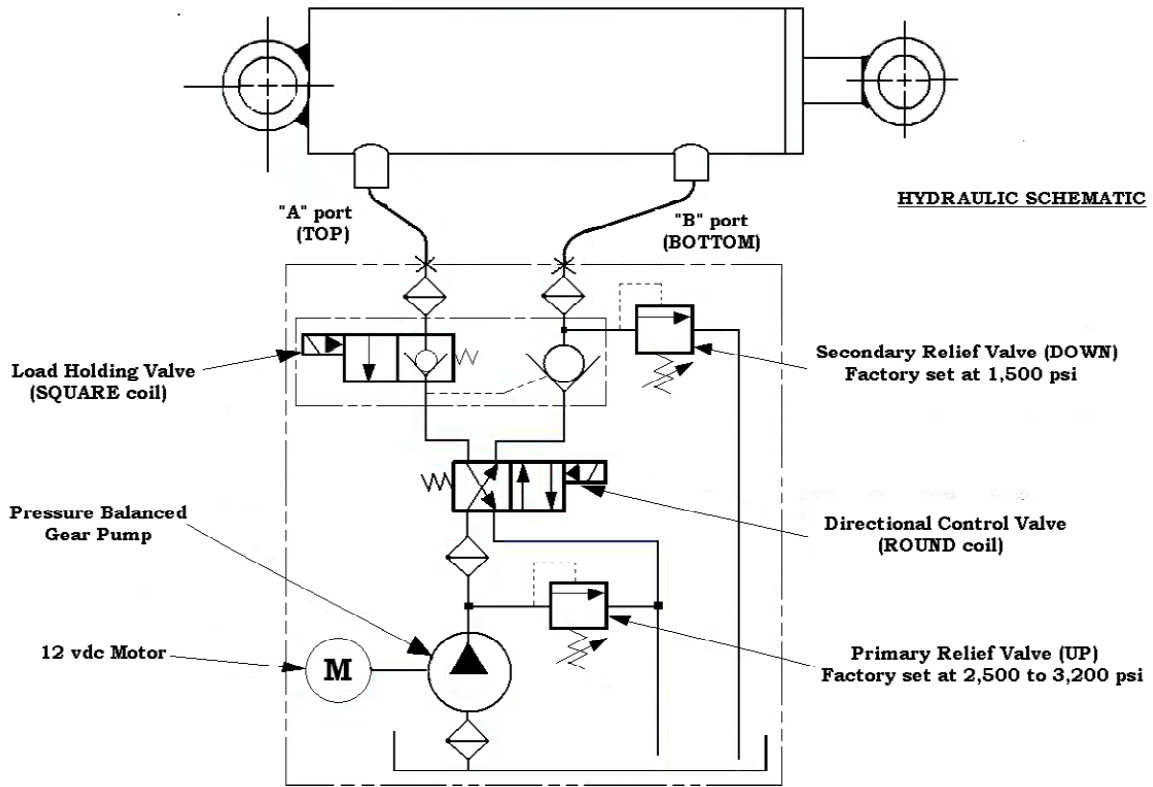 "A" port
(TOP)
"B" port
(BOTTOM)
HYDRAULIC SCHEMATIC
Load Holding Valve
(SQUARE coil)
Secondary Relief Valve (DOWN)
Factory set at 1,500 psi
Pressure Balanced
Gear Pump
Directional Control Valve
(ROUND coil)
12 vdc Motor
M
Primary Relief Valve (UP)
Factory set at 2,500 to 3,200 psi